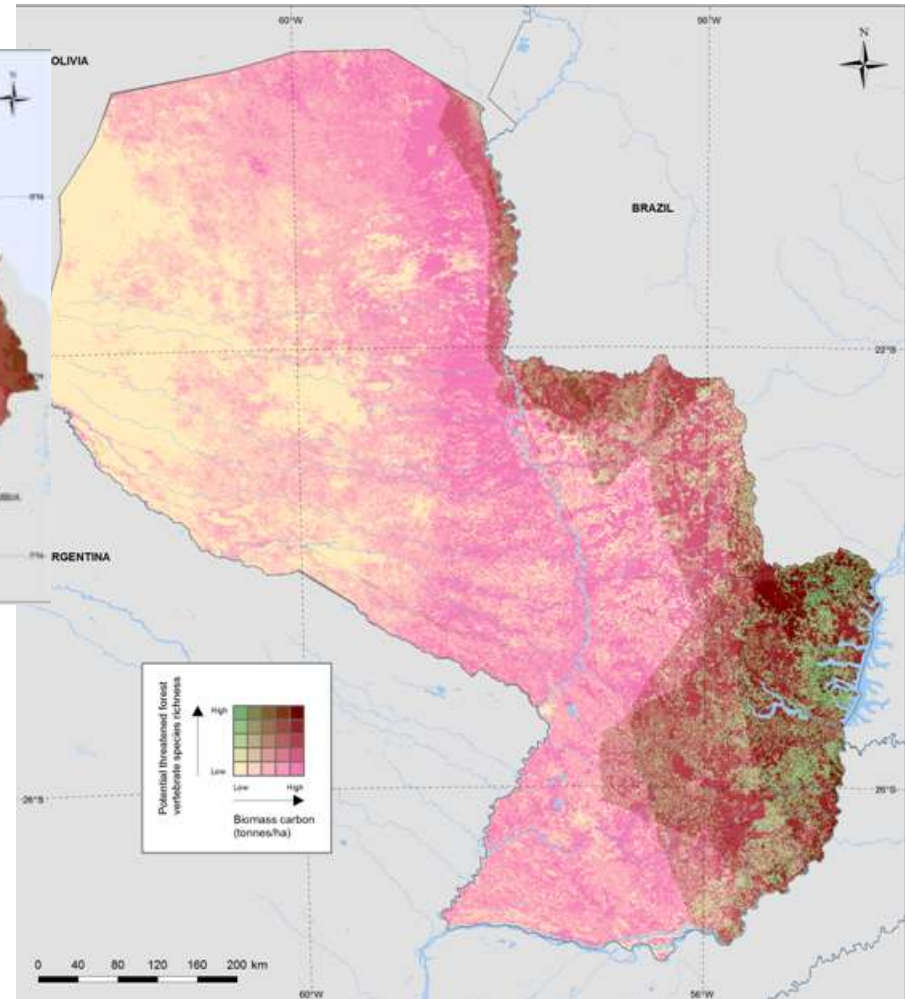 60°W
56°W
N
N
OLIVIA
BRAZIL
22°S
RGENTINA
Potential threatened forest
vertebrate species richness
High
Low
Low
High
Biomass carbon
(tonnes/ha)
26°S
26°S
0 40 80 120 160 200 km
60°W
56°W